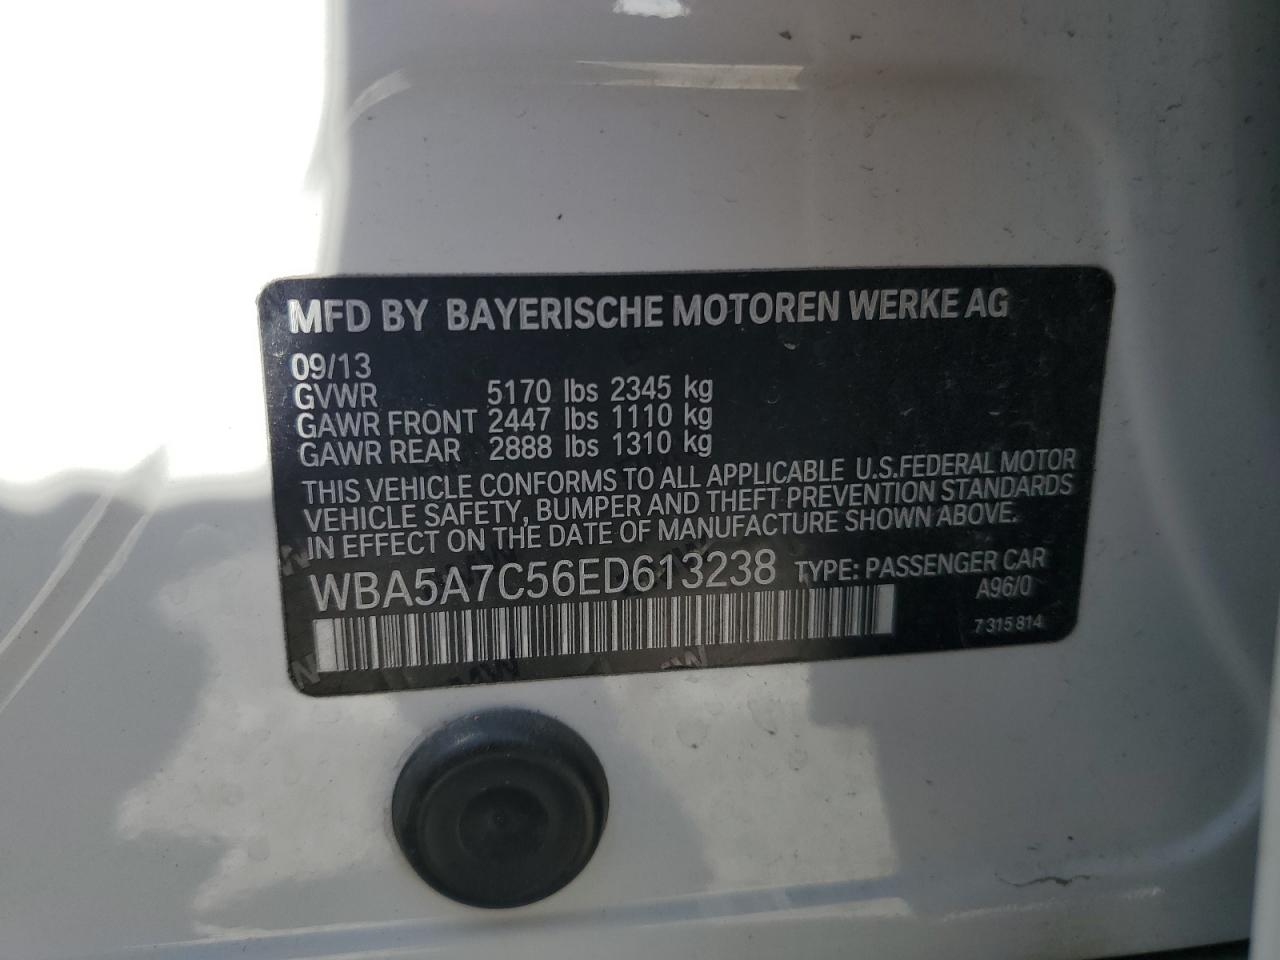 MFD BY BAYERISCHE MOTOREN WERKE AG
09/13
GVWR 5170 lbs 2345 kg
GAWR FRONT 2447 lbs 1110 kg
GAWR REAR 2888 lbs 1310 kg
THIS VEHICLE CONFORMS TO ALL APPLICABLE U.S.FEDERAL MOTOR
VEHICLE SAFETY, BUMPER AND THEFT PREVENTION STANDARDS
IN EFFECT ON THE DATE OF MANUFACTURE SHOWN ABOVE.
WBA5A7C56ED613238 TYPE: PASSENGER CAR
A96/0
7 315 814